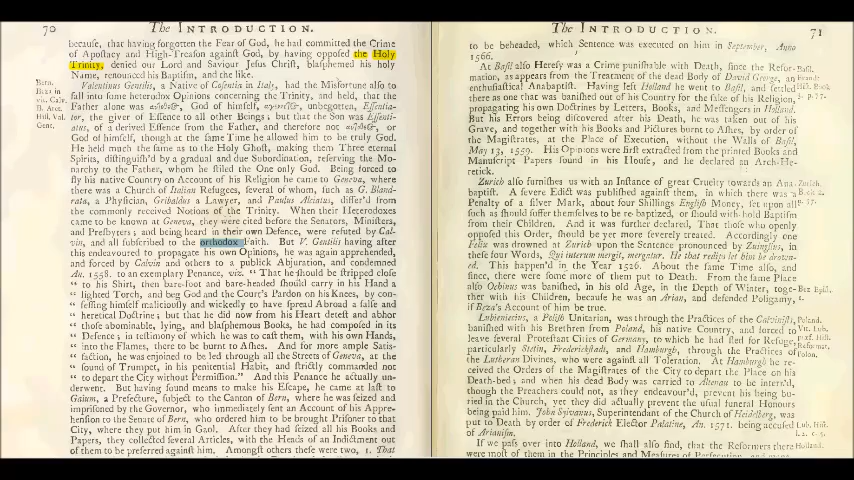 70 The INTRODUCTION.
because, that having forgotten the Fear of God, he had committed the Crime
of Apostacy and High-Treason against God, by having opposed the Holy
Trinity, denied our Lord and Saviour Jesus Christ, blasphemed his holy
Name, renounced his Baptism, and the like.
Valentinus Gentilis, a Native of Cosentia in Italy, had the Misfortune also to
fall into some heterodox Opinions concerning the Trinity, and held, that the
Father alone was God of himself, unbegotten, Essentia-
tor, the giver of Essence to all other Beings; but that the Son was Essenti-
atus, of a derived Essence from the Father, and therefore not or
God of himself, though at the same time he allowed him to be truly God.
He held much the same as to the Holy Ghost, making them Three eternal
Spirits, distinguish'd by a gradual and due Subordination, reserving the Mo-
narchy to the Father, whom he stiled the One only God. Being forced to
fly his native Country on Account of his Religion he came to Geneva, where
there was a Church of Italian Refugees, several of whom, such as G. Bland-
rata, a Physician, Gribaldus a Lawyer, and Paulus Alciatus, differ'd from
the commonly received Notions of the Trinity. When their Heterodoxes
came to be known at Geneva, they were cited before the Senators, Ministers,
and Presbyters; and being heard in their own Defence, were refuted by Cal-
vin, and all subscribed to the orthodox Faith. But V. Gentilis having after
this endeavoured to propagate his own Opinions, he was again apprehended,
and forced by Calvin and others to a publick Abjuration, and condemned
An. 1558. to an exemplary Penance, viz. " That he should be stripped close
" to his Shirt, then bare-foot and bare-headed should carry in his Hand a
" lighted Torch, and beg God and the Court's Pardon on his Knees, by con-
" fessing himself maliciously and wickedly to have spread Abroad a false and
" heretical Doctrine; but that he did now from his Heart detest and abhor
" those abominable, lying, and blasphemous Books, he had composed in its
" Defence; in testimony of which he was to cast them, with his own Hands,
" into the Flames, there to be burnt to Ashes. And for more ample Satis-
" faction, he was enjoined to be led through all the Streets of Geneva, at the
" sound of Trumpet, in his penitential Habit, and strictly commanded not
" to depart the City without Permission." And this Penance he actually un-
derwent. But having found means to make his Escape, he came at last to
Gaium, a Prefecture, subject to the Canton of Bern, where he was seized and
imprisoned by the Governor, who immediately sent an Account of his Appre-
hension to the Senate of Bern, who ordered him to be brought Prisoner to that
City, where they put him in Gaol. After they had seized all his Books and
Papers, they collected several Articles, with the Heads of an Indictment out
of them to be preferred against him. Amongst others these were two, 1. That
The INTRODUCTION. 71
to be beheaded, which Sentence was executed on him in September, Anno
1566.
At Basil also Heresy was a Crime punishable with Death, since the Refor-
mation, as appears from the Treatment of the dead Body of David George, an
enthusiastical Anabaptist. Having left Holland he went to Basil, and settled
there as one that was banished out of his Country for the sake of his Religion,
propagating his own Doctrines by Letters, Books, and Messengers in Holland.
But his Errors being discovered after his Death, he was taken out of his
Grave, and together with his Books and Pictures burnt to Ashes, by order of
the Magistrates, at the Place of Execution, without the Walls of Basil,
May 13, 1559. His Opinions were first extracted from the printed Books and
Manuscript Papers found in his House, and he declared an Arch-He-
retick.
Zurich also furnishes us with an Instance of great Cruelty towards an Ana-
baptist. A severe Edict was published against them, in which there was a
Penalty of a silver Mark, about four Shillings English Money, set upon all
such as should suffer themselves to be re-baptized, or should with-hold Baptism
from their Children. And it was further declared, That those who openly
opposed this Order, should be yet more severely treated. Accordingly one
Felix was drowned at Zurich upon the Sentence pronounced by Zuinglius, in
these four Words, Qui iterum mergit, mergatur. He that redips let him be drown-
ed. This happen'd in the Year 1526. About the same Time also, and
since, there were some more of them put to Death. From the same Place
also Ochinus was banished, in his old Age, in the Depth of Winter, toge-
ther with his Children, because he was an Arian, and defended Poligamy,
if Beza's Account of him be true.
Lubieniecius, a Polish Unitarian, was through the Practices of the Calvinists,
banished with his Brethren from Poland, his native Country, and forced to
leave several Protestant Cities of Germany, to which he had fled for Refuge,
particularly Stetin, Frederickstadt, and Hamburgh, through the Practices of
the Lutheran Divines, who were against all Toleration. At Hamburgh he re-
ceived the Orders of the Magistrates of the City to depart the Place on his
Death-bed; and when his dead Body was carried to Altenau to be interr'd,
though the Preachers could not, as they endeavour'd, prevent his being bu-
ried in the Church, yet they did actually prevent the usual Funeral Honours
being paid him. John Sylvanus, Superintendant of the Church of Heidelberg, was
put to Death by order of Frederick Elector Palatine, An. 1571. being accused
of Arianism.
If we pass over into Holland, we shall also find, that the Reformers there
were most of them in the Principles and Measures of Persecution, and